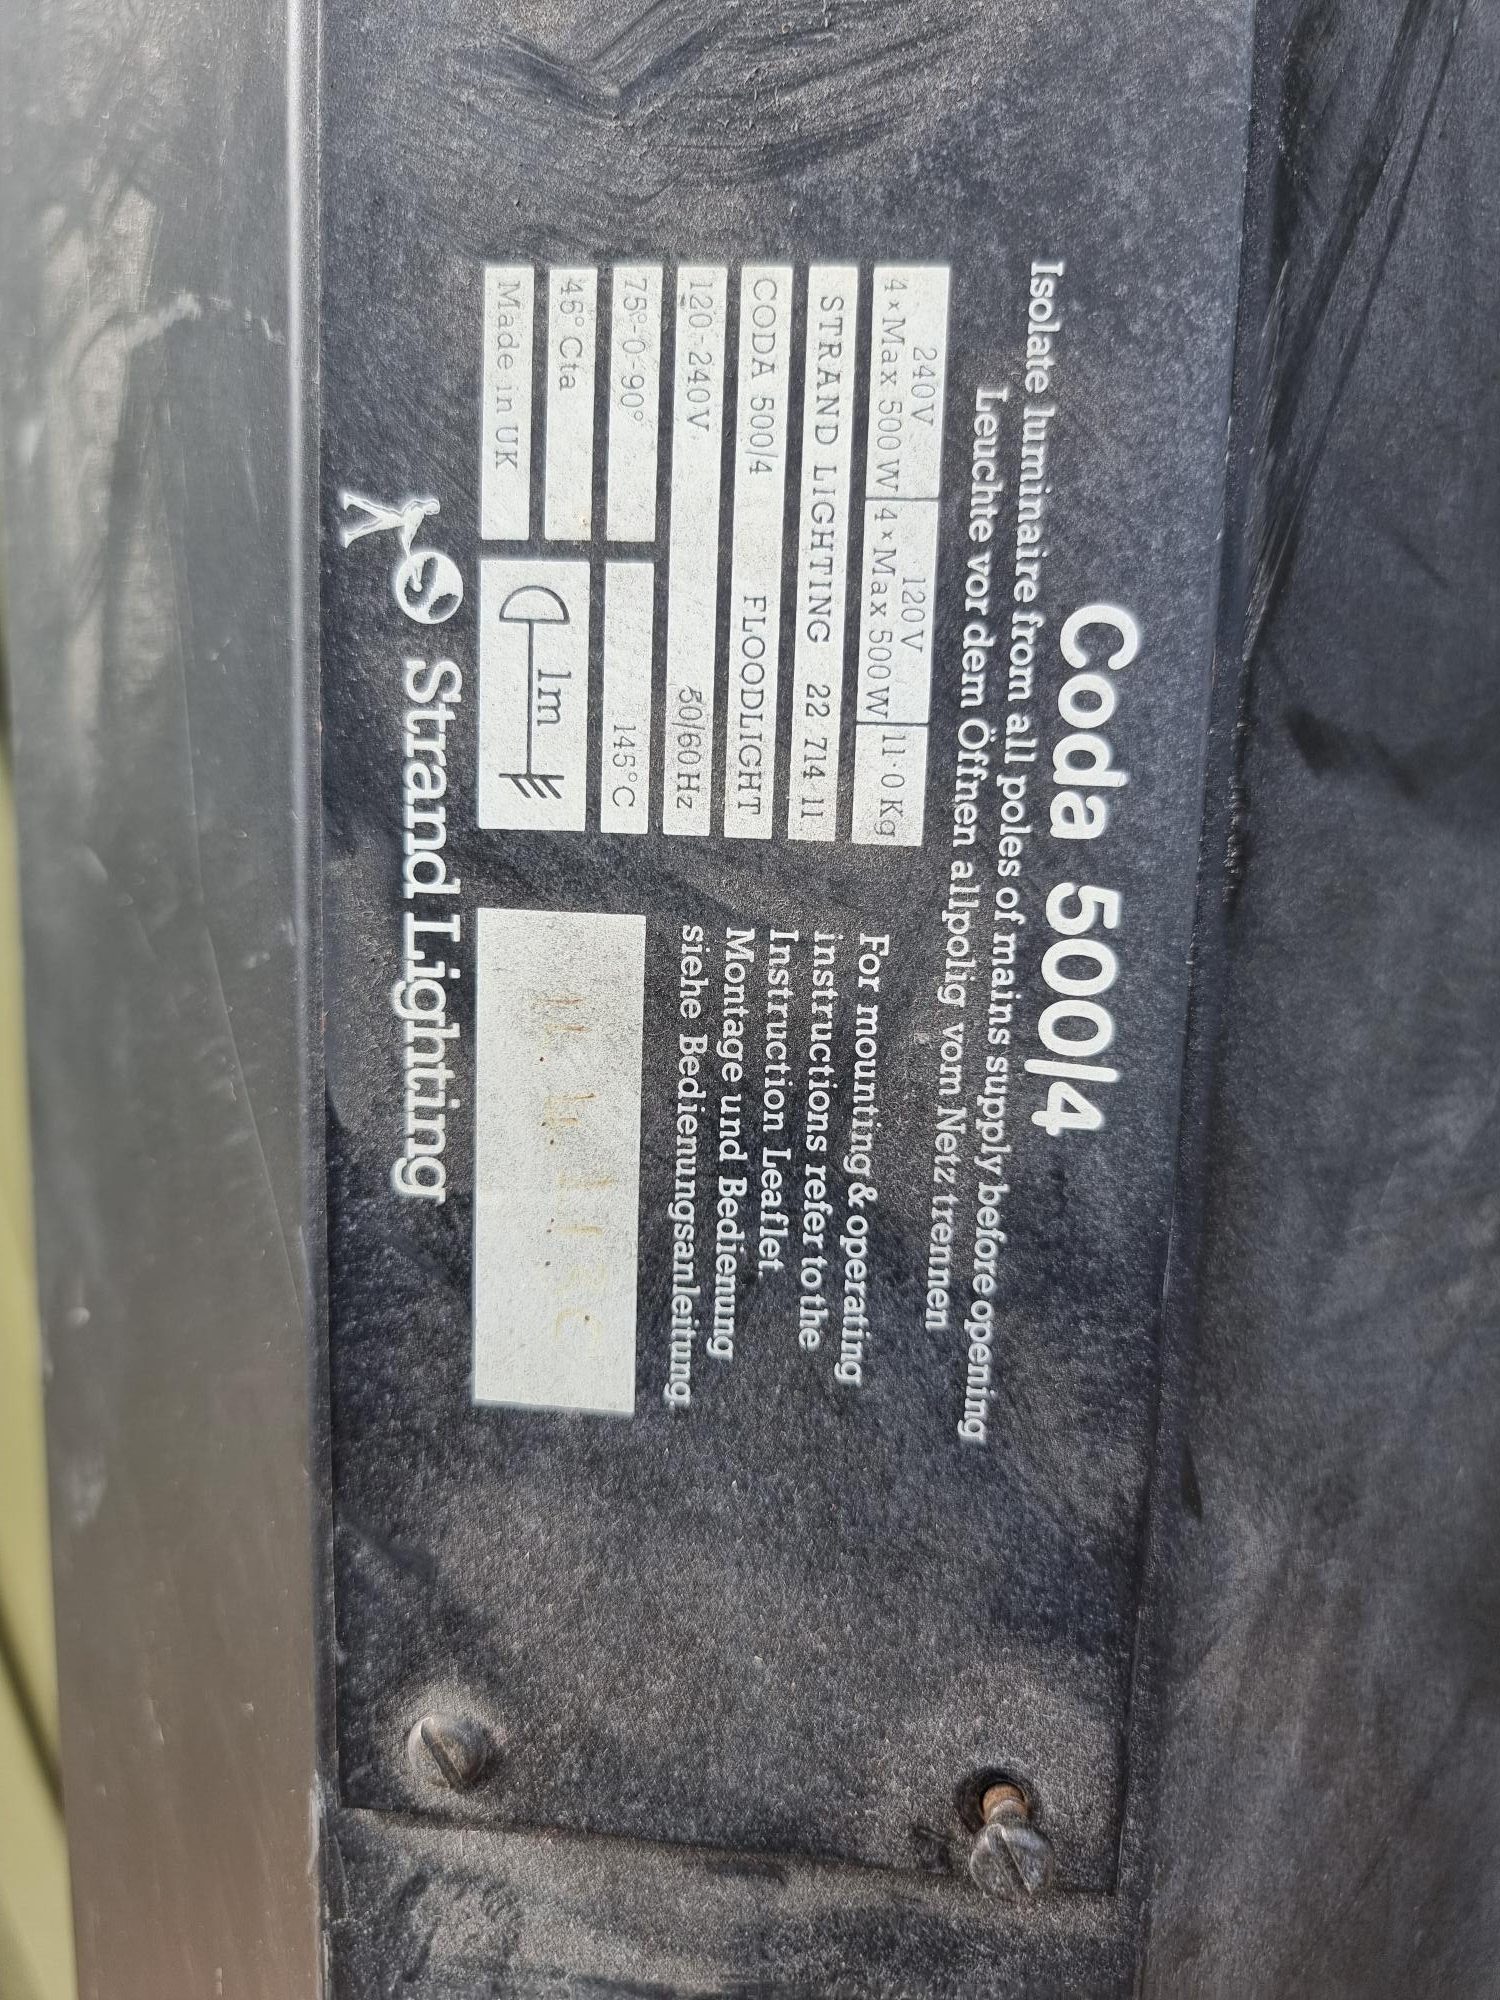 Coda 500/4
Isolate luminaire from all poles of mains supply before opening
Leuchte vor dem Öffnen allpolig vom Netz trennen
240V
4×Max 500W
120V
4×Max 500W
11·0 Kg
STRAND LIGHTING 22 714 11
CODA 500/4 FLOODLIGHT
120-240V 50/60Hz
75°-0-90° 145°C
45° Cta
Made in UK
1m
For mounting & operating
instructions refer to the
Instruction Leaflet.
Montage und Bedienung
siehe Bedienungsanleitung.
Strand Lighting